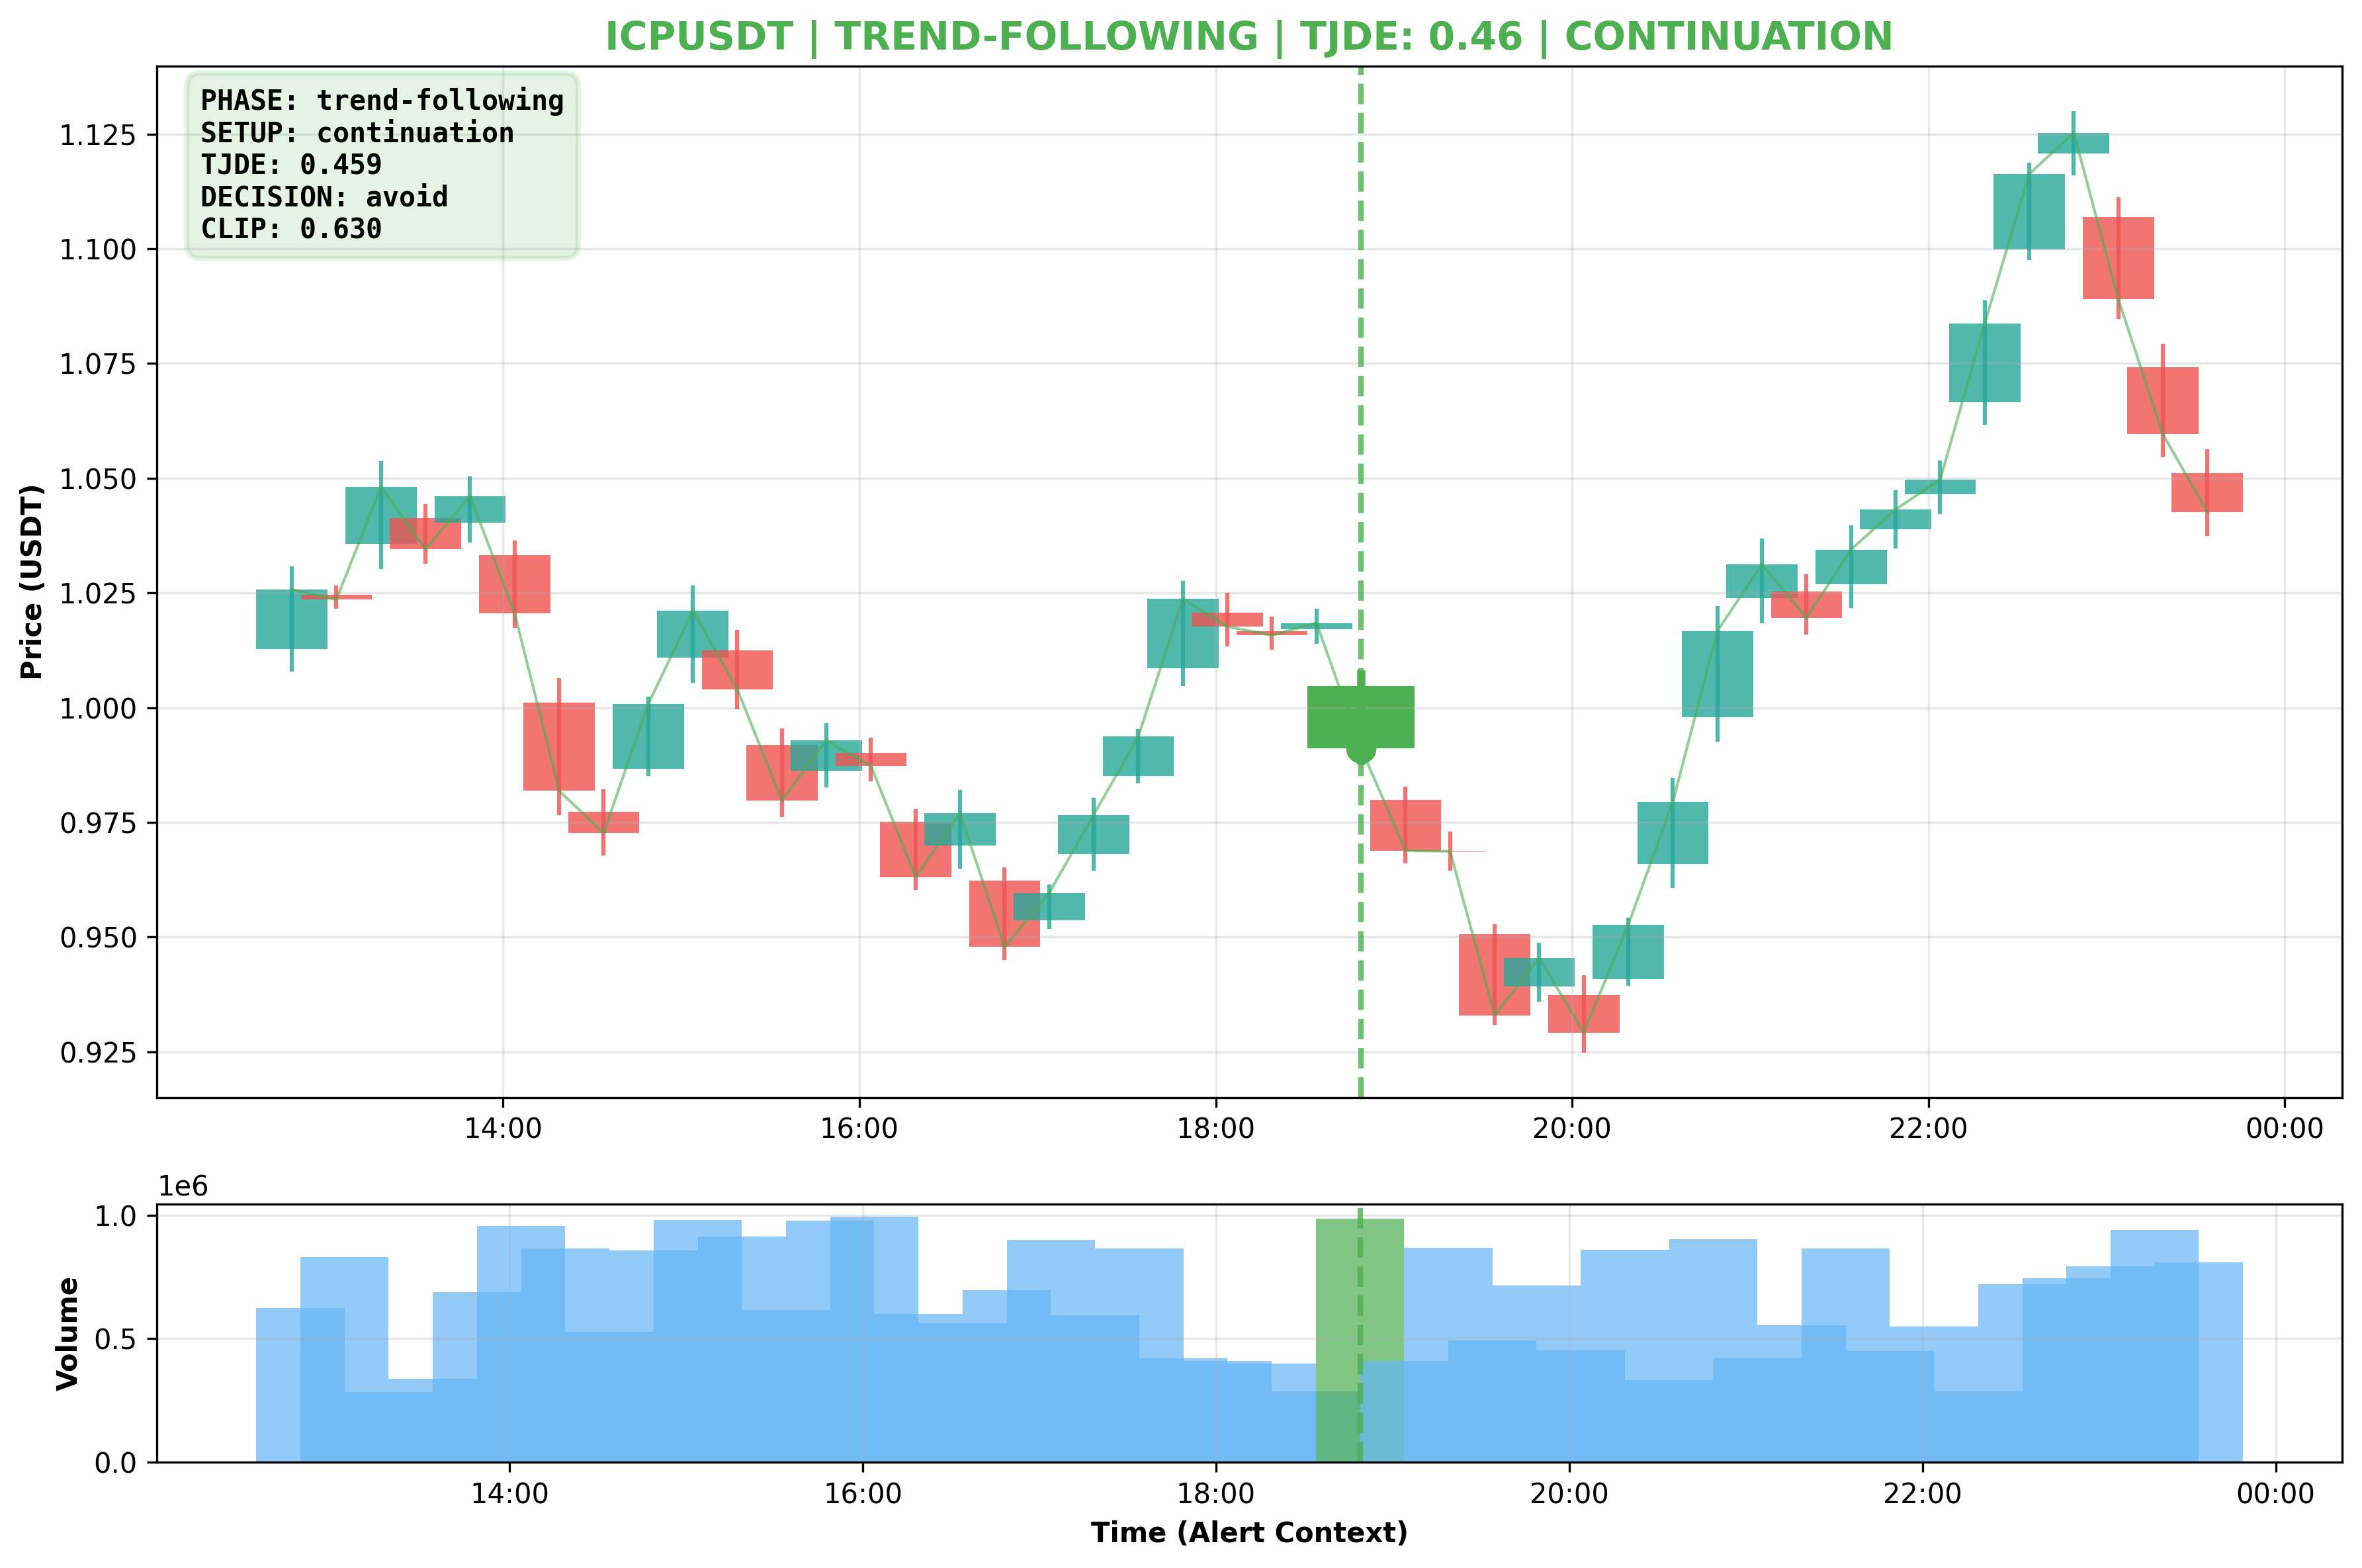 ICPUSDT | TREND-FOLLOWING | TJDE: 0.46 | CONTINUATION
PHASE: trend-following
SETUP: continuation
TJDE: 0.459
DECISION: avoid
CLIP: 0.630
Price (USDT)
1.125
1.100
1.075
1.050
1.025
1.000
0.975
0.950
0.925
14:00
16:00
18:00
20:00
22:00
00:00
1e6
Volume
1.0
0.5
0.0
14:00
16:00
18:00
20:00
22:00
00:00
Time (Alert Context)